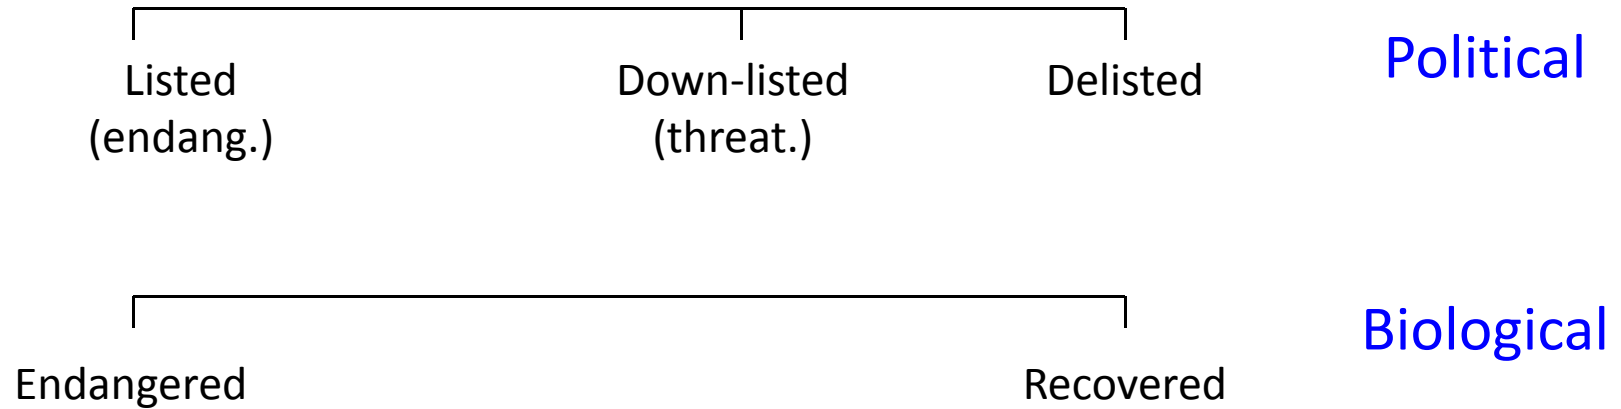 Listed
(endang.)
Down-listed
(threat.)
Delisted
Political
Endangered
Recovered
Biological